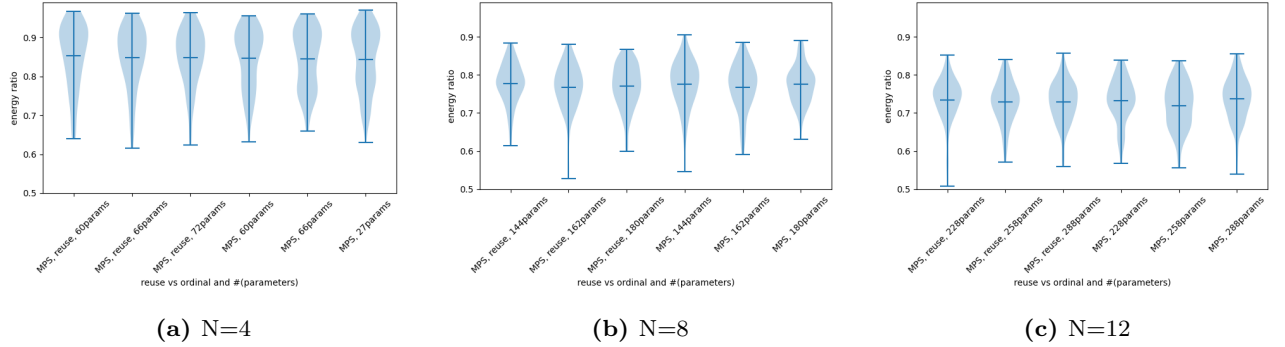 0.9
0.8
0.7
0.6
0.5
energy ratio
MPS, reuse, 60params
MPS, reuse, 66params
MPS, reuse, 72params
MPS, 60params
MPS, 66params
MPS, 27params
reuse vs ordinal and #(parameters)
(a) N=4
0.9
0.8
0.7
0.6
0.5
energy ratio
MPS, reuse, 144params
MPS, reuse, 162params
MPS, reuse, 180params
MPS, 144params
MPS, 162params
MPS, 180params
reuse vs ordinal and #(parameters)
(b) N=8
0.9
0.8
0.7
0.6
0.5
energy ratio
MPS, reuse, 228params
MPS, reuse, 258params
MPS, reuse, 288params
MPS, 228params
MPS, 258params
MPS, 288params
reuse vs ordinal and #(parameters)
(c) N=12